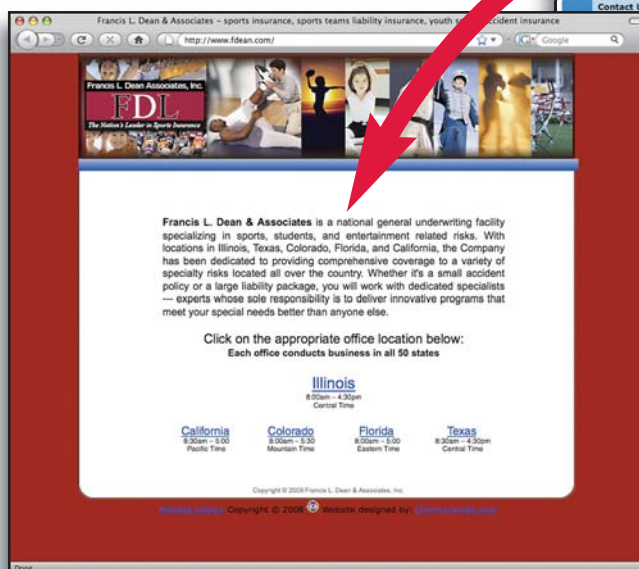 Contact U
Francis L. Dean & Associates – sports insurance, sports teams liability insurance, youth s ccident insurance
http://www.fdean.com/
Google
Francis L. Dean Associates, Inc.
FDL
The Nation's Leader in Sports Insurance
Francis L. Dean & Associates is a national general underwriting facility
specializing in sports, students, and entertainment related risks. With
locations in Illinois, Texas, Colorado, Florida, and California, the Company
has been dedicated to providing comprehensive coverage to a variety of
specialty risks located all over the country. Whether it's a small accident
policy or a large liability package, you will work with dedicated specialists
— experts whose sole responsibility is to deliver innovative programs that
meet your special needs better than anyone else.
Click on the appropriate office location below:
Each office conducts business in all 50 states
Illinois
8:00am – 4:30pm
Central Time
California Colorado Florida Texas
8:30am – 5:00 8:00am – 5:30 8:00am – 5:00 8:30am – 4:30pm
Pacific Time Mountain Time Eastern Time Central Time
Copyright © 2009 Francis L. Dean & Associates, Inc.
Copyright © 2008 Website designed by:
Done